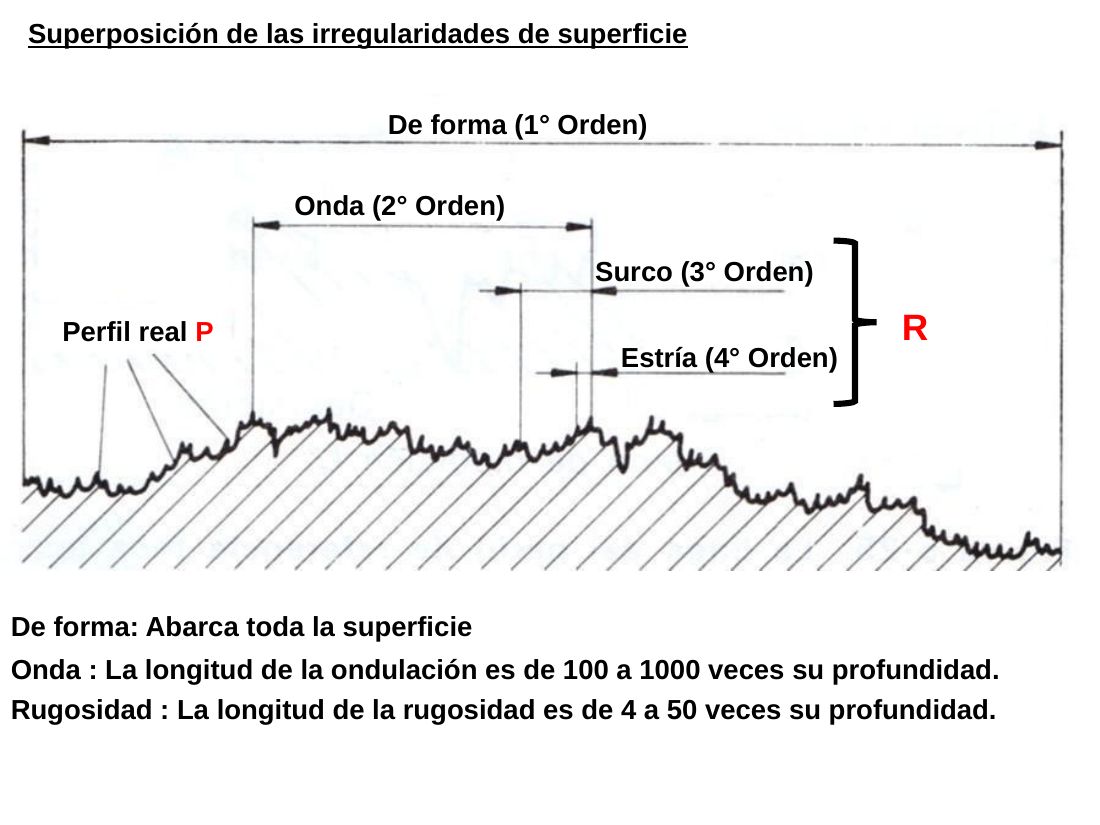 Superposición de las irregularidades de superficie
De forma (1° Orden)
Onda (2° Orden)
Surco (3° Orden)
Perfil real P
R
Estría (4° Orden)
De forma: Abarca toda la superficie
Onda : La longitud de la ondulación es de 100 a 1000 veces su profundidad.
Rugosidad : La longitud de la rugosidad es de 4 a 50 veces su profundidad.